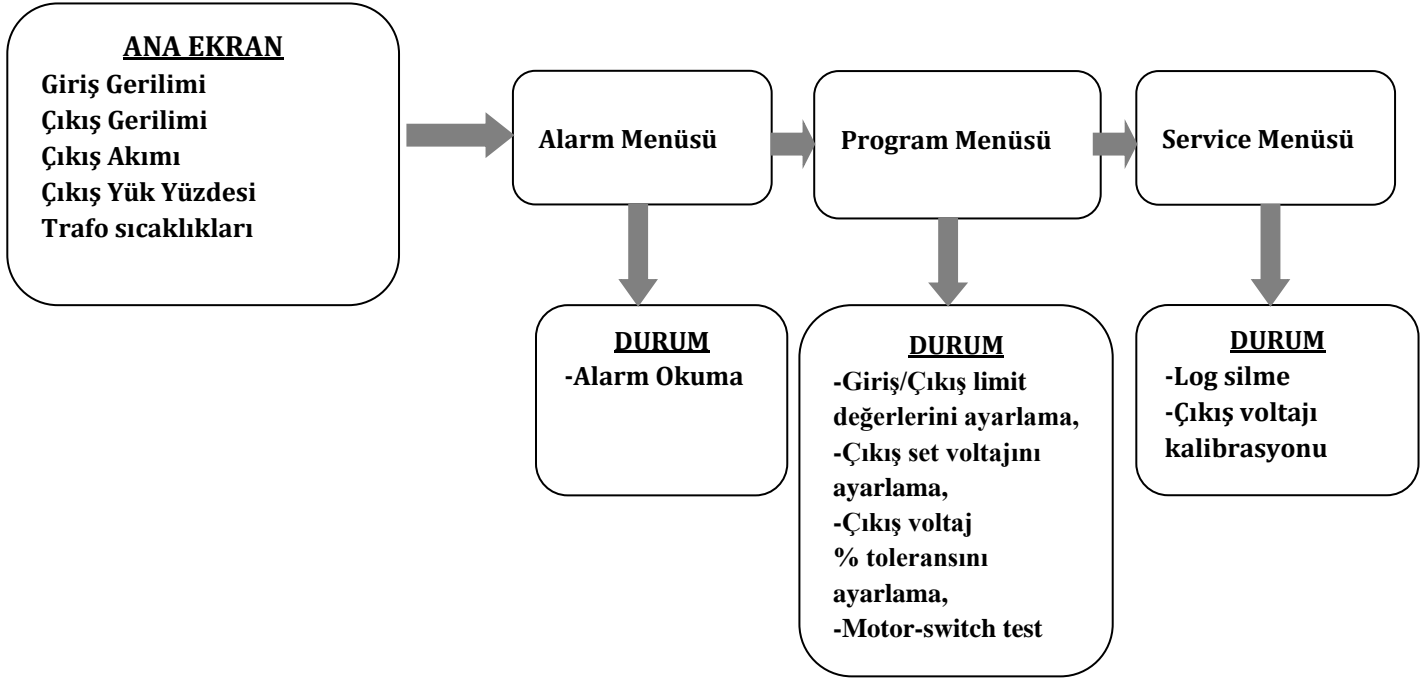 ANA EKRAN
Giriş Gerilimi
Çıkış Gerilimi
Çıkış Akımı
Çıkış Yük Yüzdesi
Trafo sıcaklıkları
Alarm Menüsü
Program Menüsü
Service Menüsü
DURUM
-Alarm Okuma
DURUM
-Giriş/Çıkış limit
değerlerini ayarlama,
-Çıkış set voltajını
ayarlama,
-Çıkış voltaj
% toleransını
ayarlama,
-Motor-switch test
DURUM
-Log silme
-Çıkış voltajı
kalibrasyonu